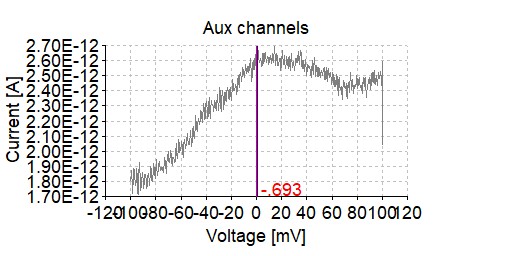 Aux channels
2.70E-12
2.60E-12
2.50E-12
2.40E-12
2.30E-12
2.20E-12
2.10E-12
2.00E-12
1.90E-12
1.80E-12
1.70E-12
Current [A]
-.693
-120 -100 -80 -60 -40 -20 0 20 40 60 80 100 120
Voltage [mV]